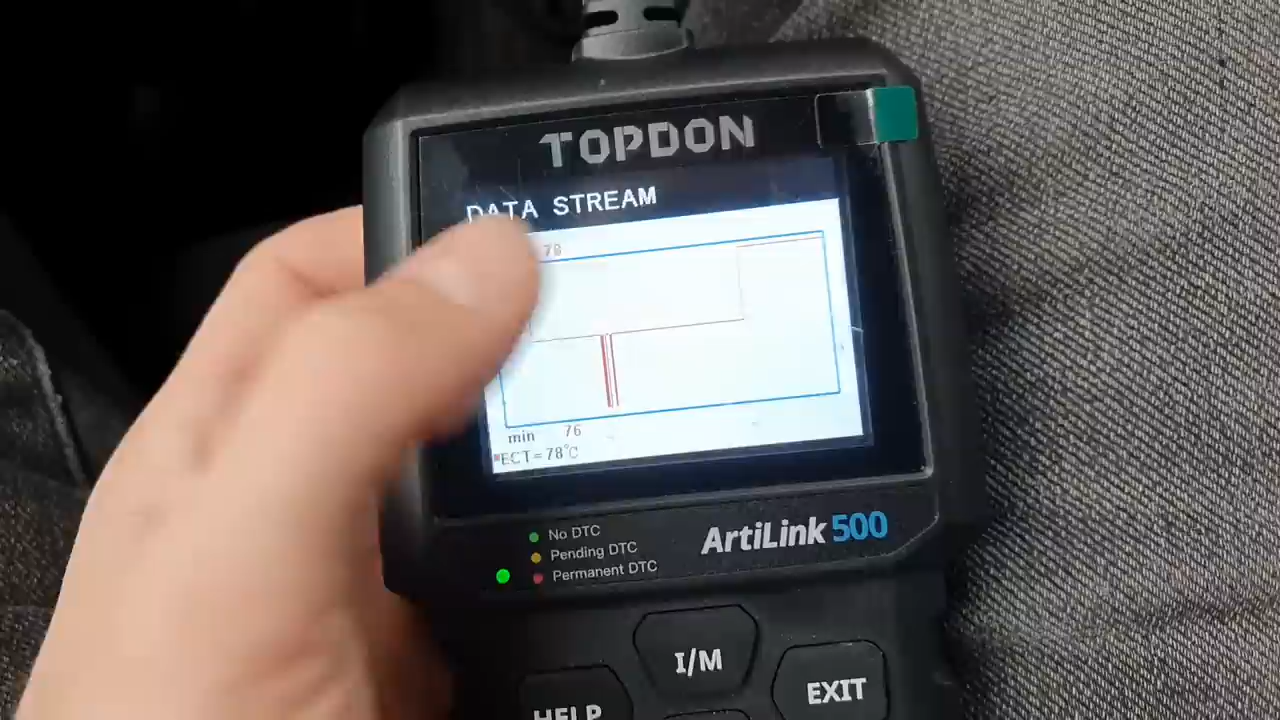 TOPDON
DATA STREAM
78
min 76
ECT=78°C
No DTC
Pending DTC
Permanent DTC
ArtiLink 500
I/M
HELP
EXIT